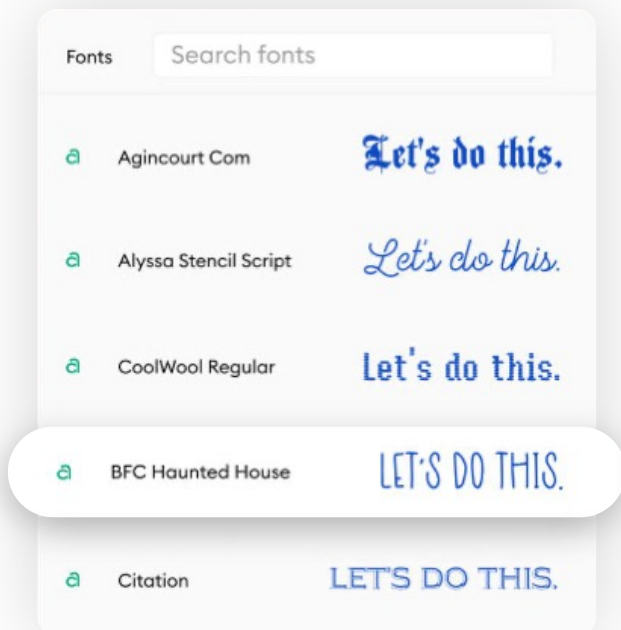 Fonts Search fonts
a Agincourt Com Let's do this.
a Alyssa Stencil Script Let's do this.
a CoolWool Regular Let's do this.
a BFC Haunted House LET'S DO THIS.
a Citation LET'S DO THIS.